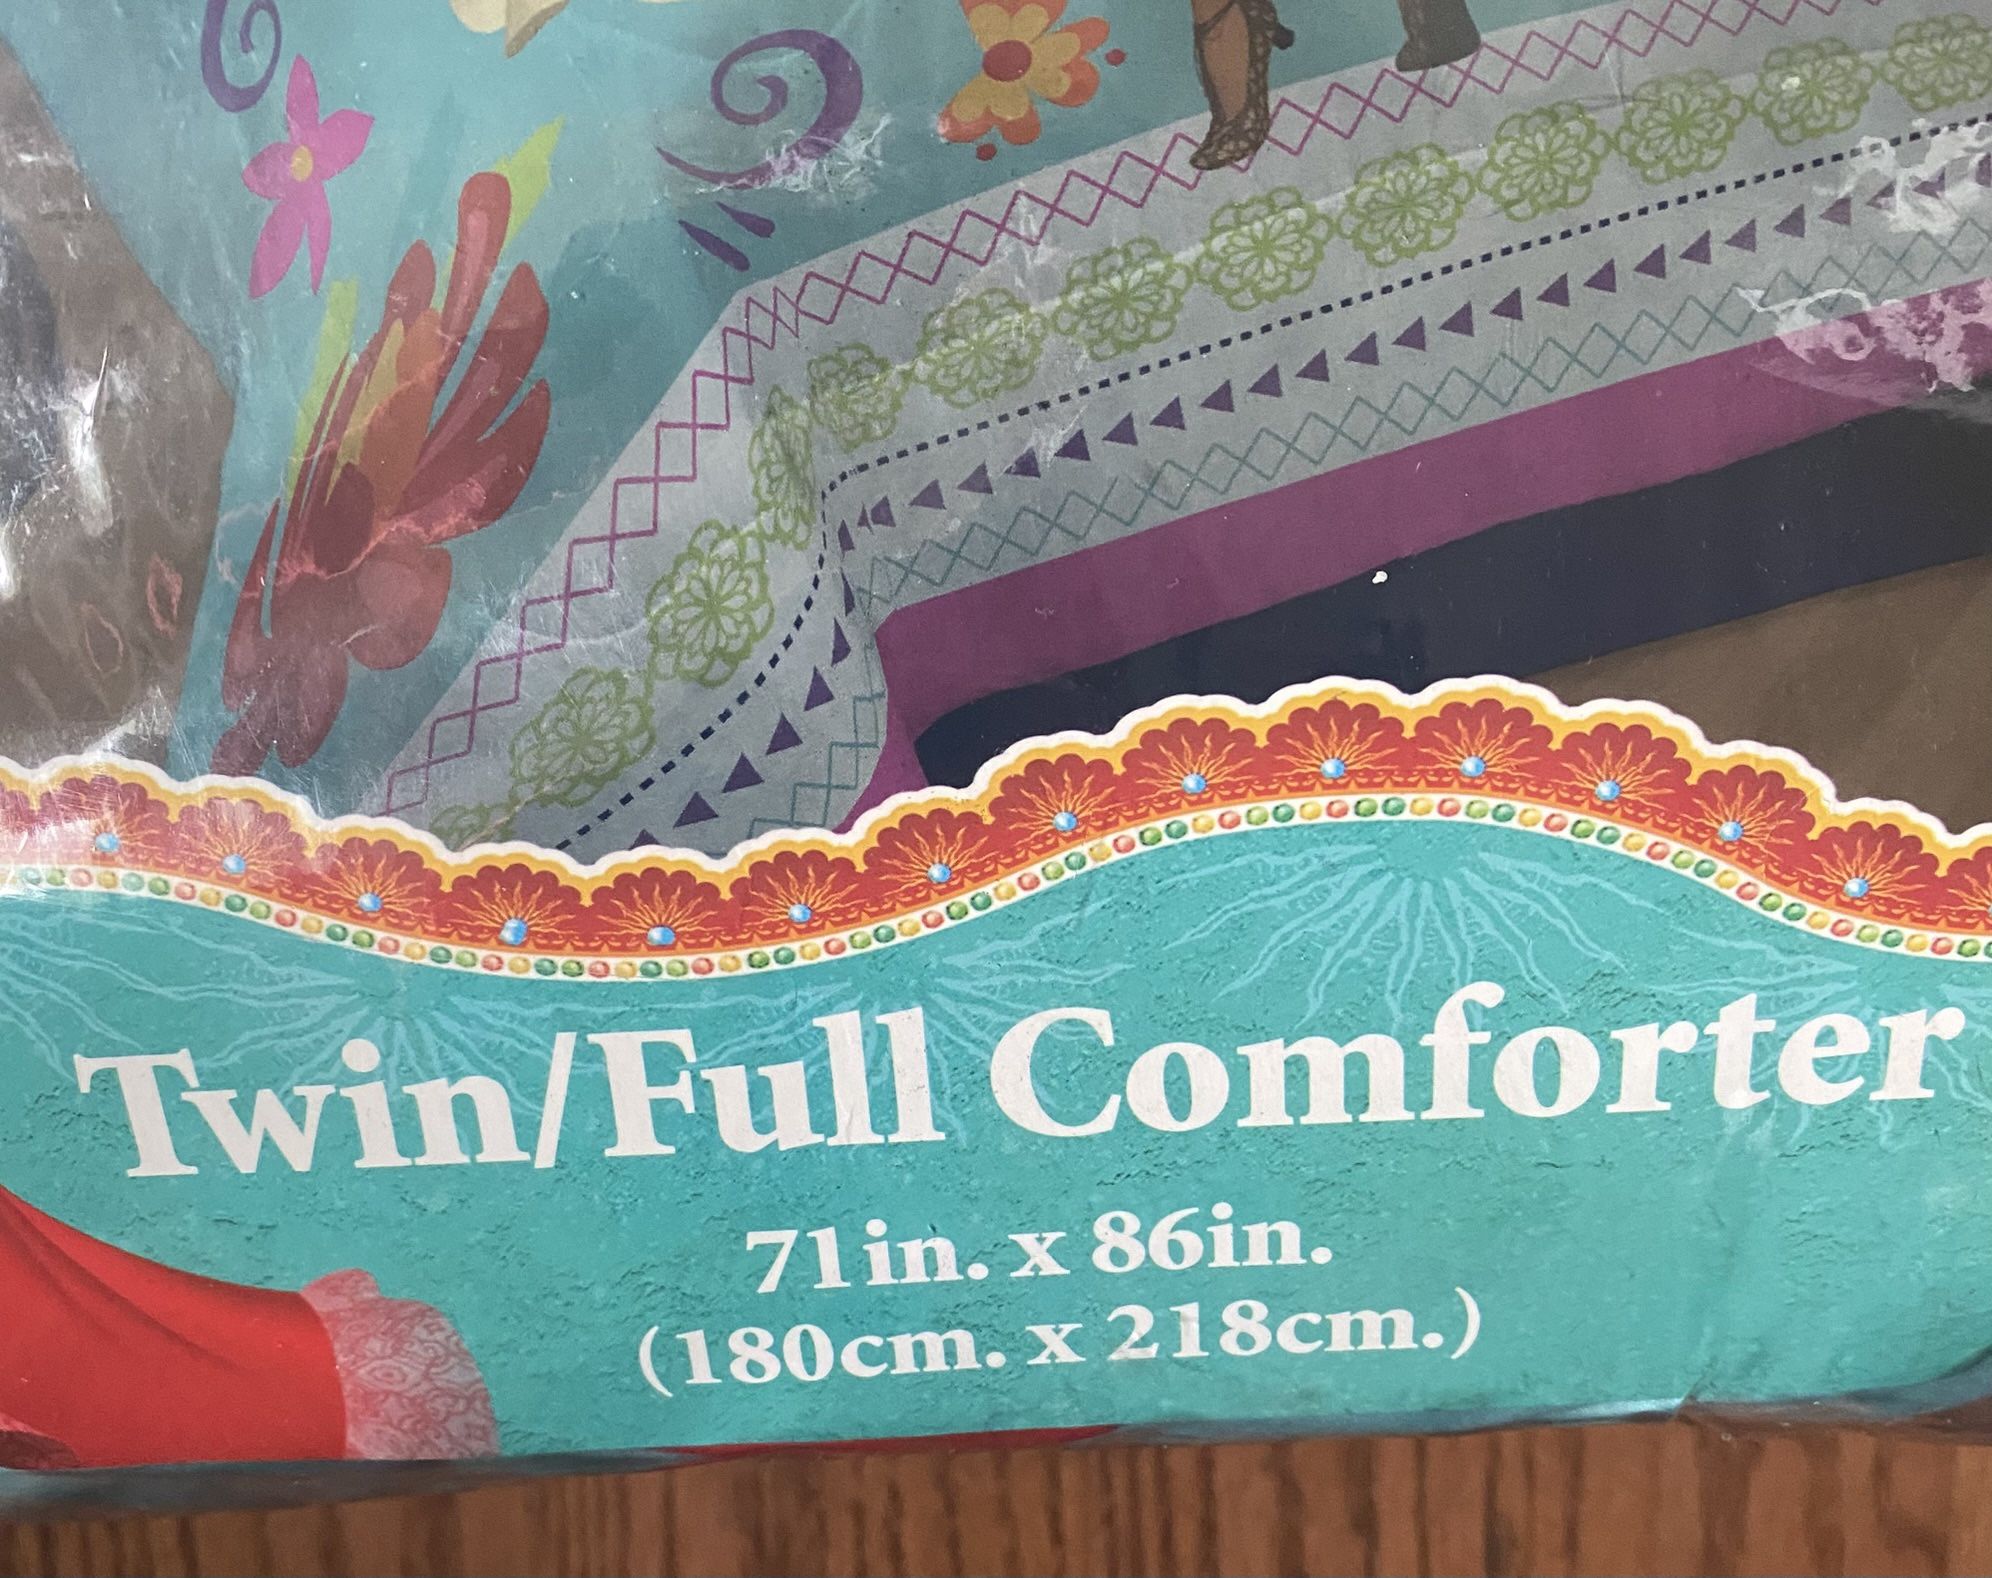 Twin/Full Comforter
71in. x 86in.
(180cm. x 218cm.)